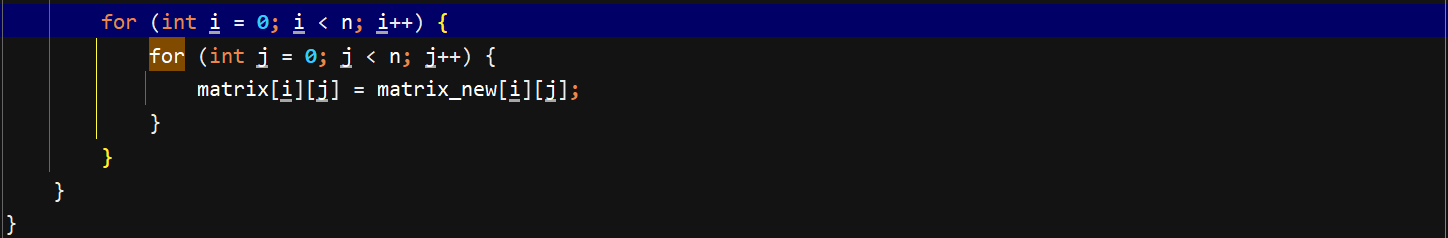 for (int i = 0; i < n; i++) {
for (int j = 0; j < n; j++) {
matrix[i][j] = matrix_new[i][j];
}
}
}
}